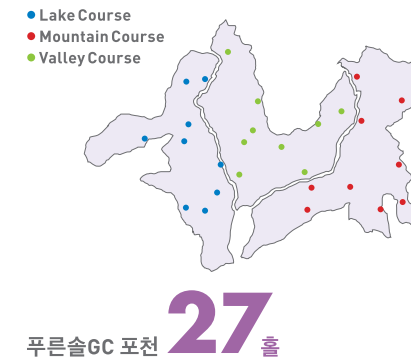 Lake Course
Mountain Course
Valley Course
푸른솔GC 포천 27홀